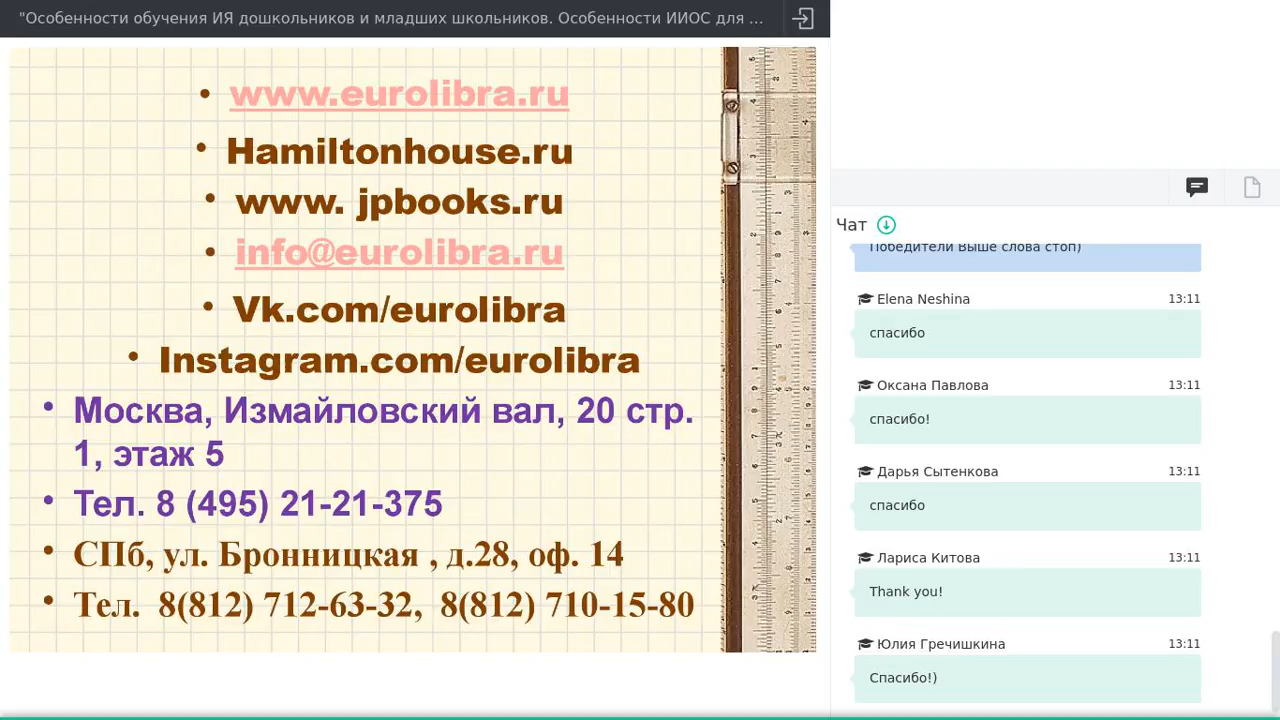 "Особенности обучения ИЯ дошкольников и младших школьников. Особенности ИИОС для ...
• www.eurolibra.ru
• Hamiltonhouse.ru
• www. jpbooks.ru
• info@eurolibra.ru
• Vk.com/eurolibra
• Instagram.com/eurolibra
• Москва, Измайловский вал, 20 стр.
1, этаж 5
• Тел. 8 (495) 21-21-375
• СПб, ул. Бронницкая , д.28, оф. 14
• Тел. 8(812) 712-63-32, 8(812) 710-15-80
Чат
Победители выше слова стоп)
Elena Neshina 13:11
спасибо
Оксана Павлова 13:11
спасибо!
Дарья Сытенкова 13:11
спасибо
Лариса Китова 13:11
Thank you!
Юлия Гречишкина 13:11
Спасибо!)